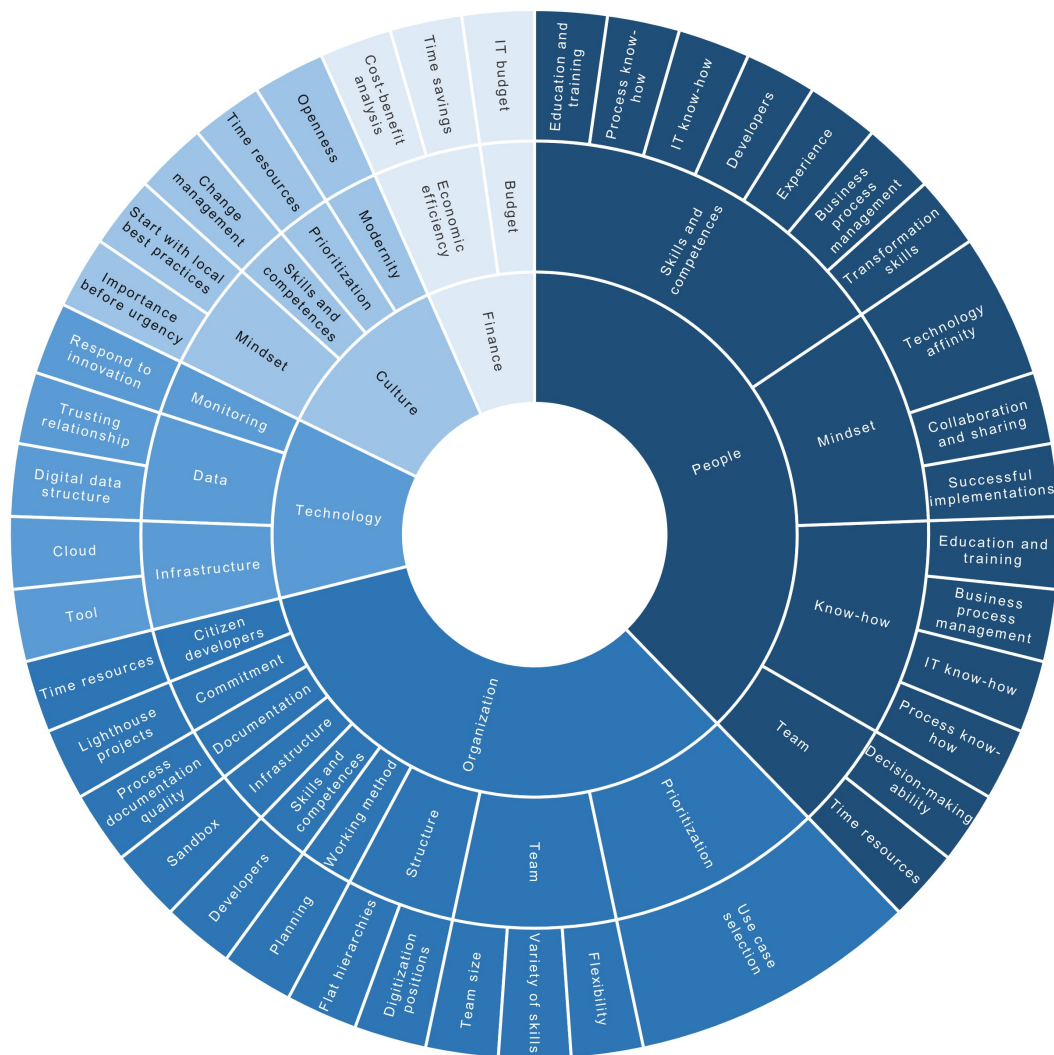 People
Skills and
competences
Education and
training
Process know-
how
IT know-how
Developers
Experience
Business
process
management
Transformation
skills
Mindset
Technology
affinity
Collaboration
and sharing
Successful
implementations
Know-how
Education and
training
Business
process
management
IT know-how
Process know-
how
Team
Decision-making
ability
Time resources
Organization
Prioritization
Use case
selection
Team
Flexibility
Variety of skills
Team size
Structure
Digitization
positions
Flat hierarchies
Working method
Planning
Skills and
competences
Developers
Infrastructure
Sandbox
Documentation
Process
documentation
quality
Commitment
Lighthouse
projects
Citizen
developers
Time resources
Technology
Infrastructure
Tool
Cloud
Data
Digital data
structure
Trusting
relationship
Monitoring
Respond to
innovation
Culture
Mindset
Importance
before urgency
Start with local
best practices
Skills and
competences
Change
management
Prioritization
Time resources
Modernity
Openness
Finance
Economic
efficiency
Cost-benefit
analysis
Time savings
Budget
IT budget